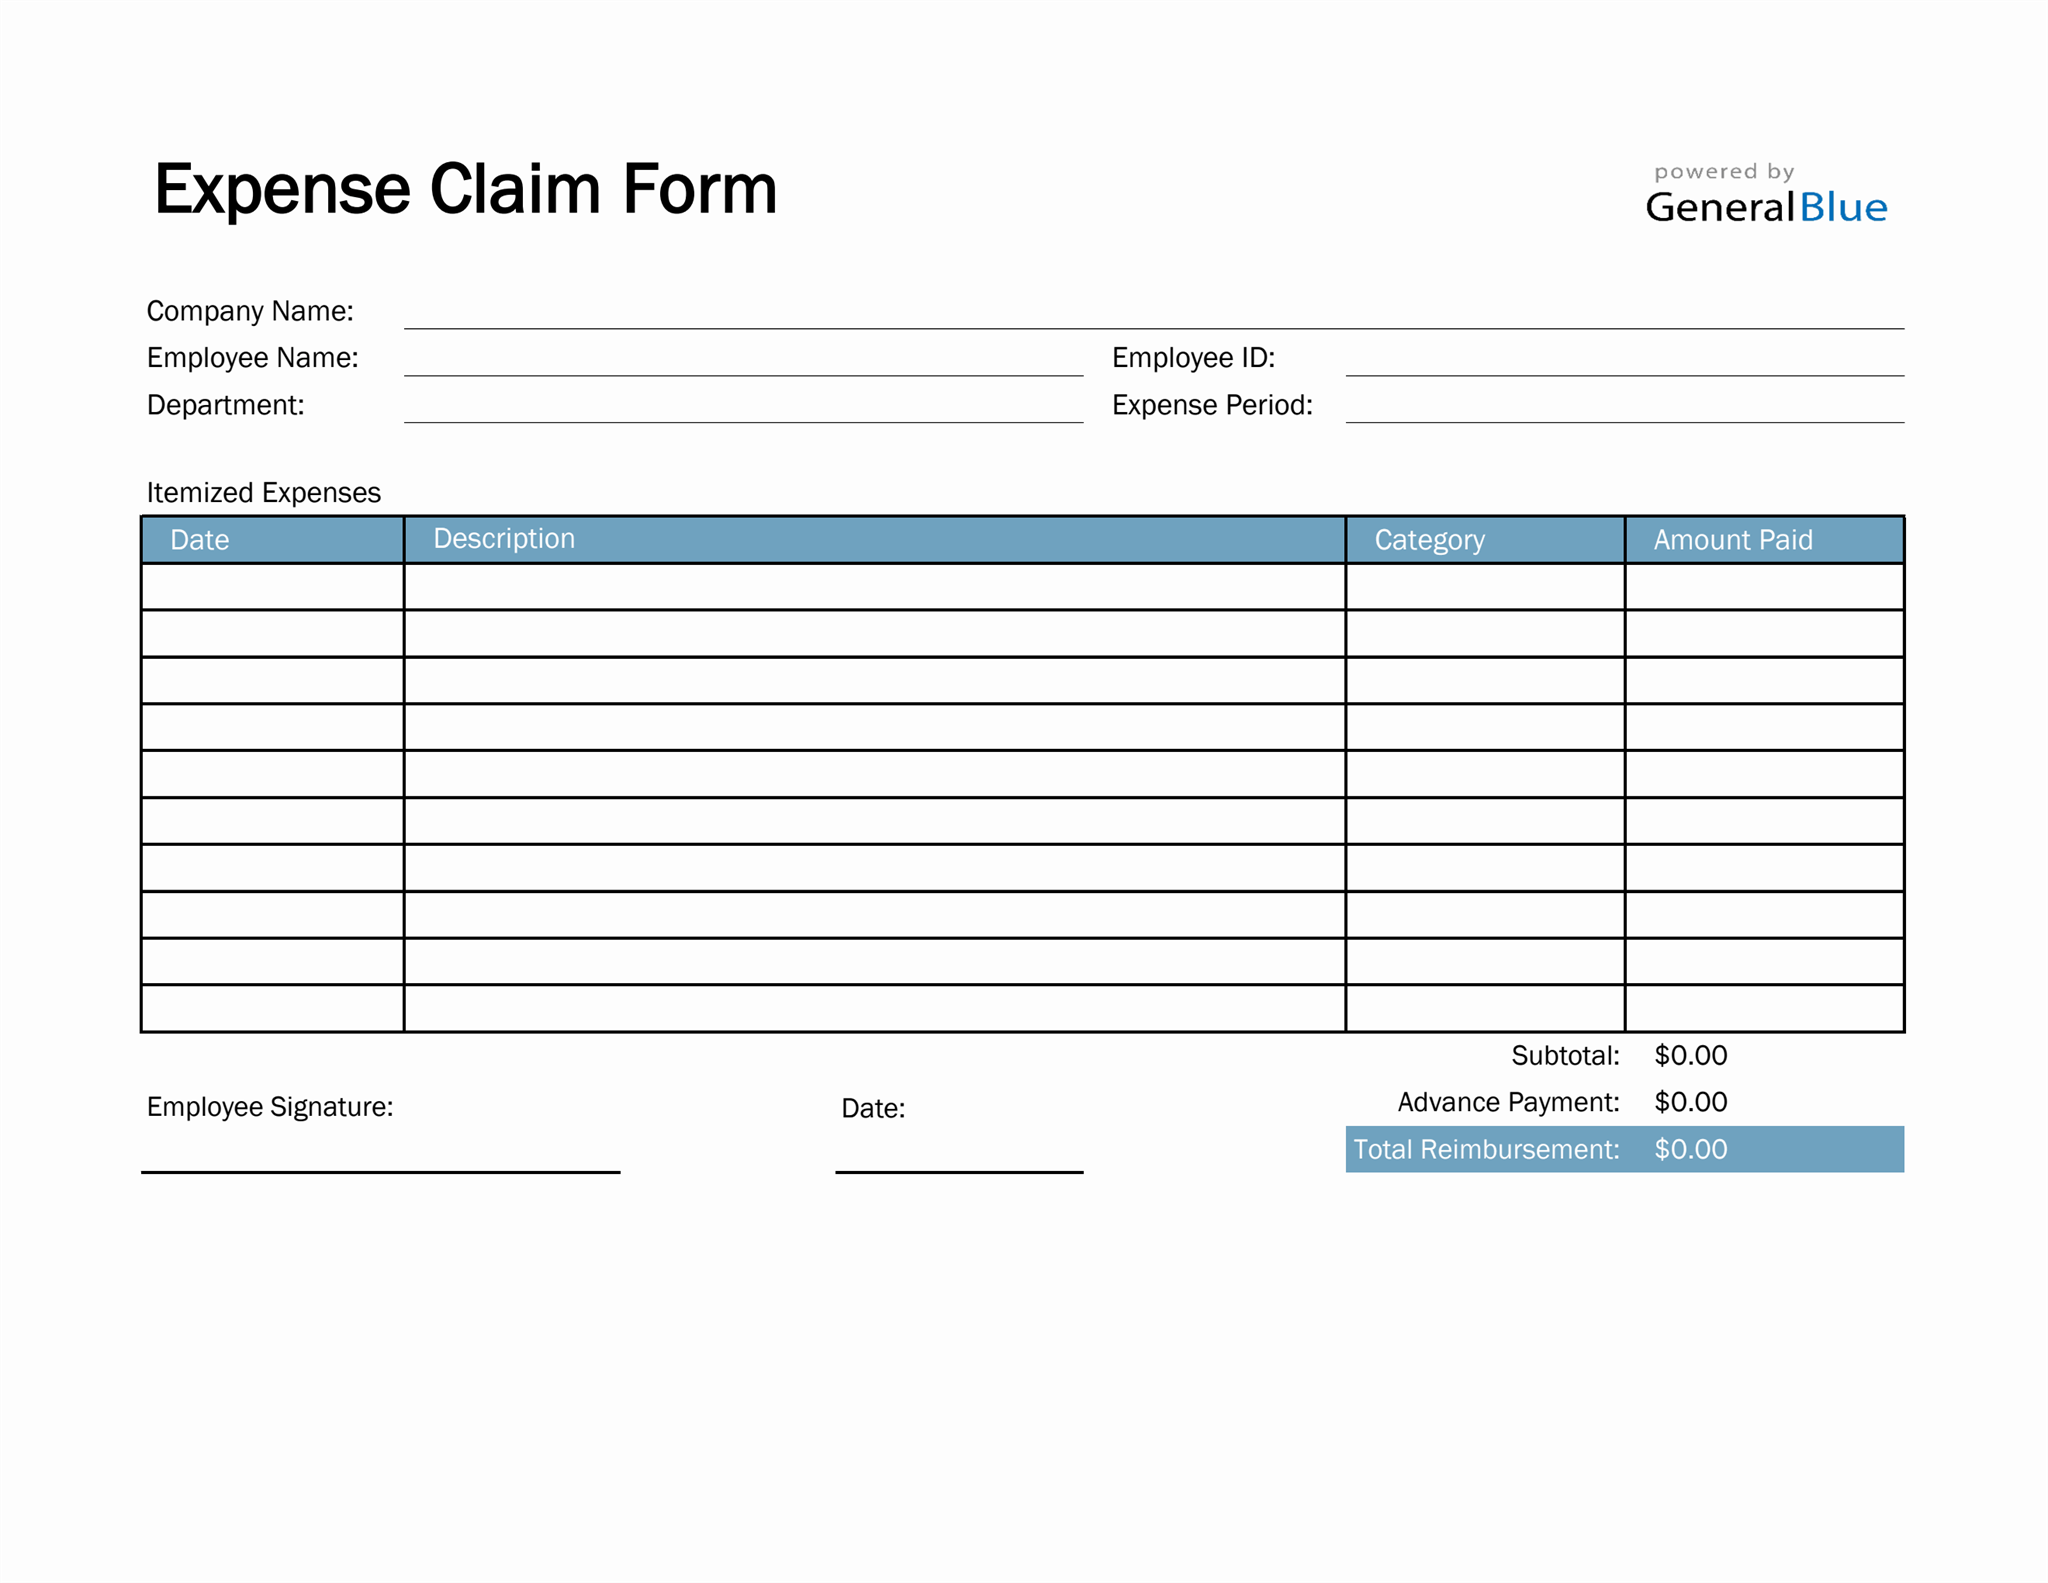 Expense Claim Form
powered by
GeneralBlue
Company Name:
Employee Name: Employee ID:
Department: Expense Period:
Itemized Expenses
Date Description Category Amount Paid
Subtotal: $0.00
Employee Signature: Date: Advance Payment: $0.00
Total Reimbursement: $0.00